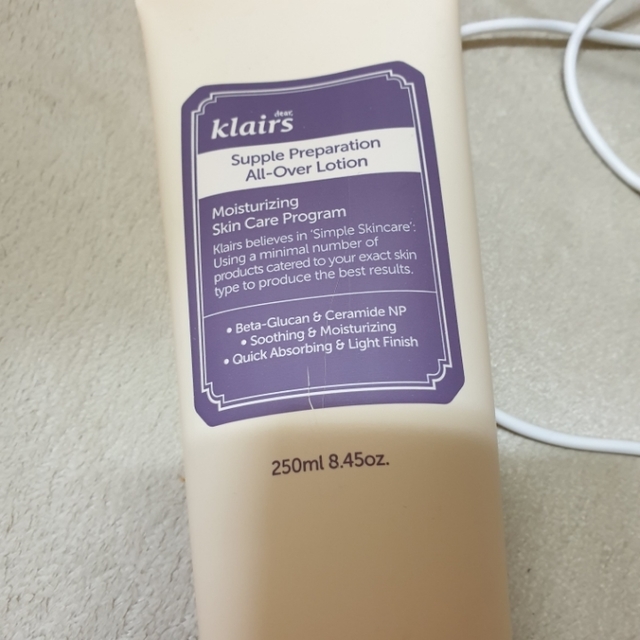 dear,
klairs
Supple Preparation
All-Over Lotion
Moisturizing
Skin Care Program
Klairs believes in 'Simple Skincare':
Using a minimal number of
products catered to your exact skin
type to produce the best results.
• Beta-Glucan & Ceramide NP
• Soothing & Moisturizing
• Quick Absorbing & Light Finish
250ml 8.45oz.